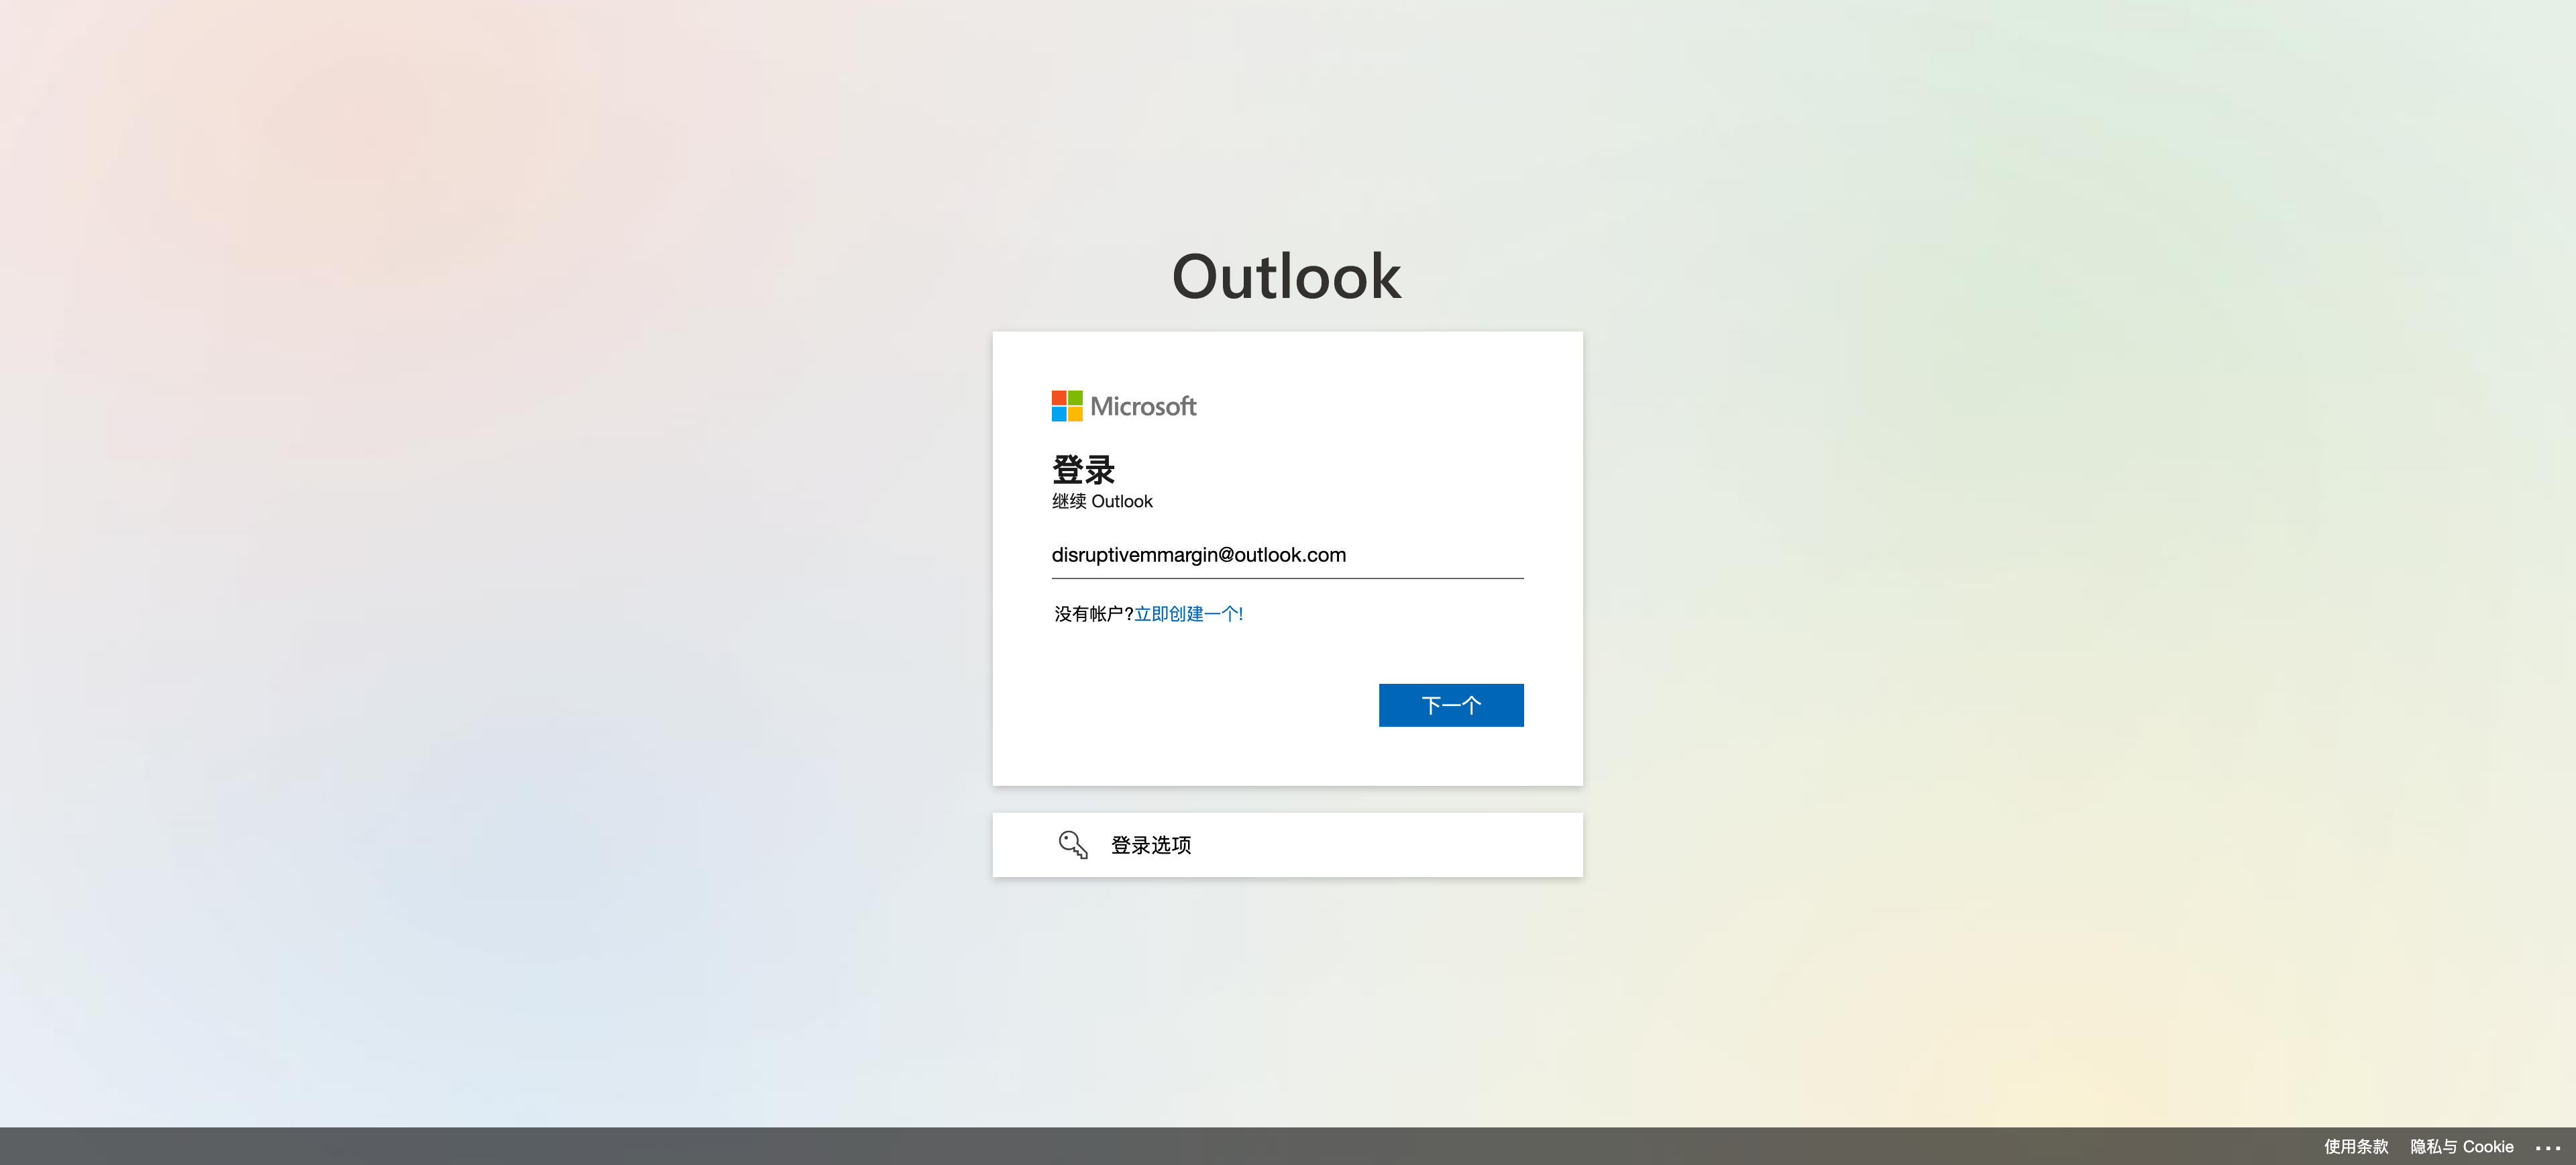 Outlook
Microsoft
登录
继续 Outlook
disruptivemmargin@outlook.com
没有帐户?立即创建一个!
下一个
登录选项
使用条款 隐私与 Cookie ...